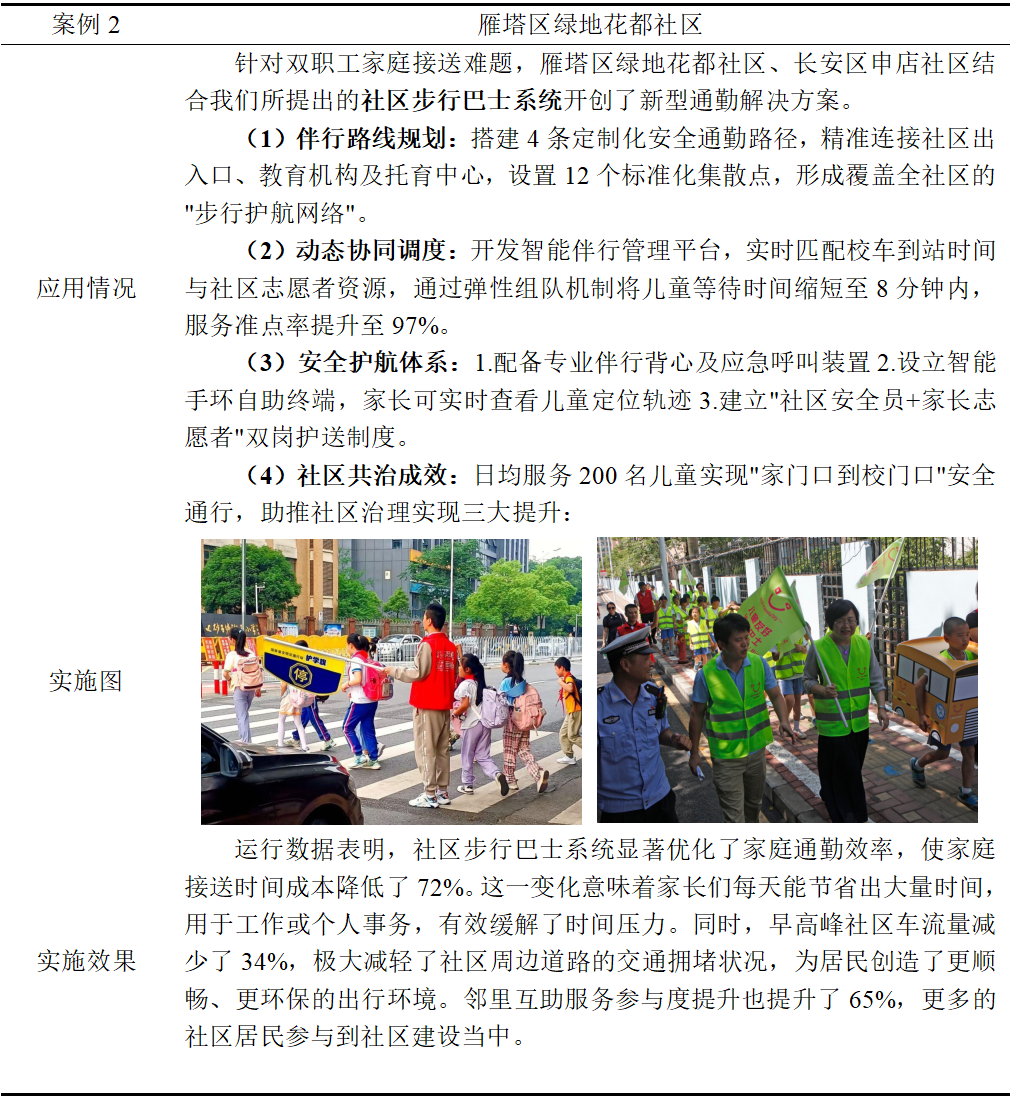 案例 2
雁塔区绿地花都社区
应用情况
针对双职工家庭接送难题，雁塔区绿地花都社区、长安区申店社区结
合我们所提出的社区步行巴士系统开创了新型通勤解决方案。
（1）伴行路线规划：搭建 4 条定制化安全通勤路径，精准连接社区出
入口、教育机构及托育中心，设置 12 个标准化集散点，形成覆盖全社区的
"步行护航网络"。
（2）动态协同调度：开发智能伴行管理平台，实时匹配校车到站时间
与社区志愿者资源，通过弹性组队机制将儿童等待时间缩短至 8 分钟内，
服务准点率提升至 97%。
（3）安全护航体系：1.配备专业伴行背心及应急呼叫装置 2.设立智能
手环自助终端，家长可实时查看儿童定位轨迹 3.建立"社区安全员+家长志
愿者"双岗护送制度。
（4）社区共治成效：日均服务 200 名儿童实现"家门口到校门口"安全
通行，助推社区治理实现三大提升：
实施图
护学旗
停
实施效果
运行数据表明，社区步行巴士系统显著优化了家庭通勤效率，使家庭
接送时间成本降低了 72%。这一变化意味着家长们每天能节省出大量时间，
用于工作或个人事务，有效缓解了时间压力。同时，早高峰社区车流量减
少了 34%，极大减轻了社区周边道路的交通拥堵状况，为居民创造了更顺
畅、更环保的出行环境。邻里互助服务参与度提升也提升了 65%，更多的
社区居民参与到社区建设当中。